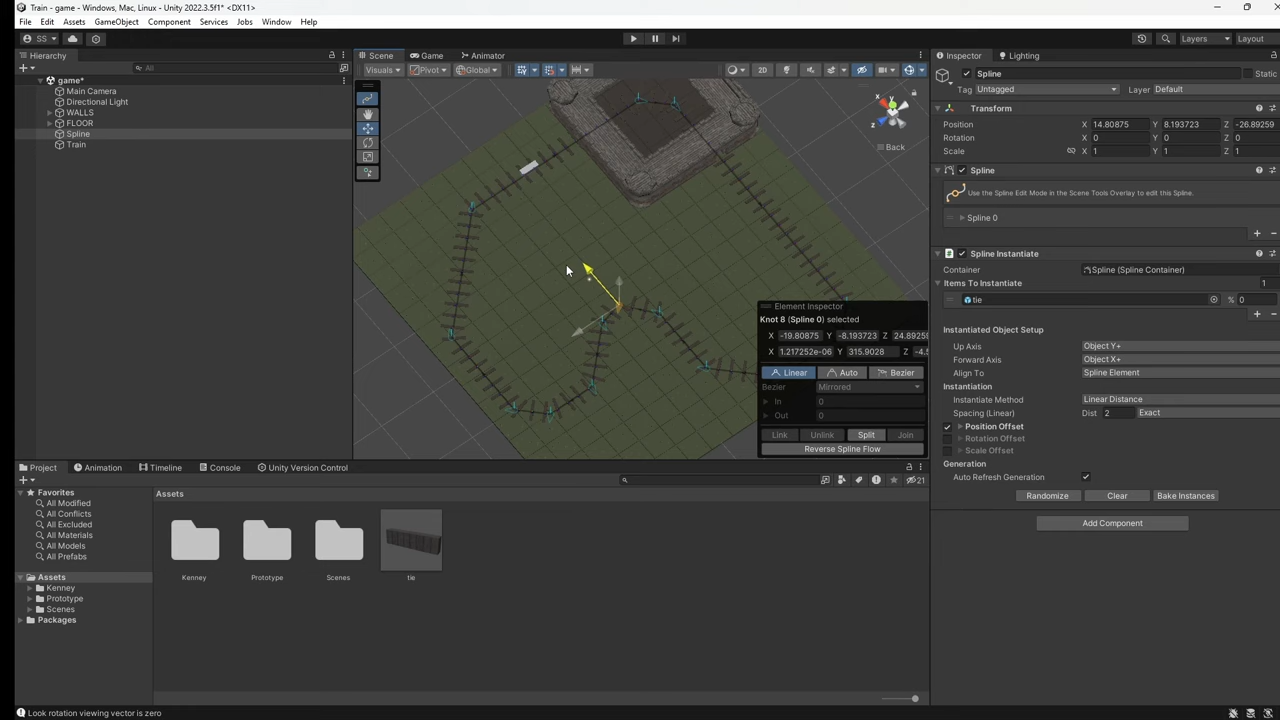 Train - game - Windows, Mac, Linux - Unity 2022.3.5f1* <DX11>
File Edit Assets GameObject Component Services Jobs Window Help
SS Layers Layout
Hierarchy
All
game*
Main Camera
Directional Light
WALLS
FLOOR
Spline
Train
Scene Game Animator
Visuals Pivot Global 2D
x y z
Back
Element Inspector
Knot 8 (Spline 0) selected
X -19.80875 Y -8.193723 Z 24.89259
X 1.217252e-06 Y 315.9028 Z -4.5
Linear Auto Bezier
Bezier Mirrored
In 0
Out 0
Link Unlink Split Join
Reverse Spline Flow
Inspector Lighting
Spline Static
Tag Untagged Layer Default
Transform
Position X 14.80875 Y 8.193723 Z -26.89259
Rotation X 0 Y 0 Z 0
Scale X 1 Y 1 Z 1
Spline
Use the Spline Edit Mode in the Scene Tools Overlay to edit this Spline.
Spline 0
Spline Instantiate
Container Spline (Spline Container)
Items To Instantiate 1
tie % 0
Instantiated Object Setup
Up Axis Object Y+
Forward Axis Object X+
Align To Spline Element
Instantiation
Instantiate Method Linear Distance
Spacing (Linear) Dist 2 Exact
Position Offset
Rotation Offset
Scale Offset
Generation
Auto Refresh Generation
Randomize Clear Bake Instances
Add Component
Project Animation Timeline Console Unity Version Control
21
Favorites
All Modified
All Conflicts
All Excluded
All Materials
All Models
All Prefabs
Assets
Kenney
Prototype
Scenes
Packages
Assets
Kenney Prototype Scenes tie
Look rotation viewing vector is zero